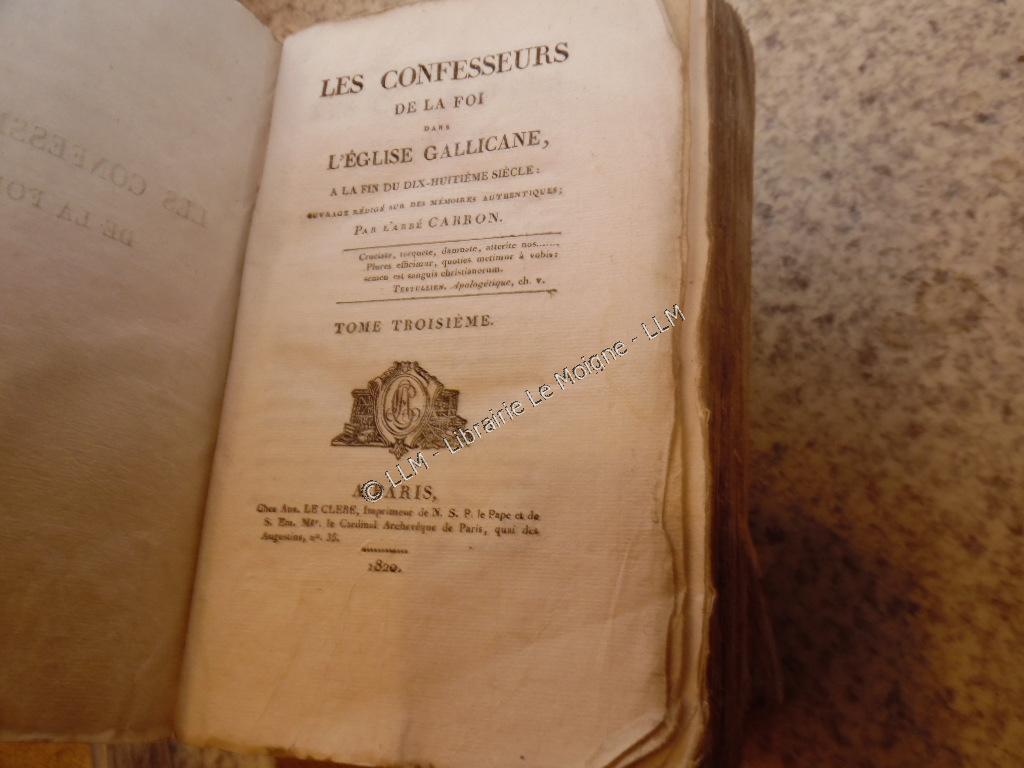 LES CONFESSEURS
DE LA FOI
DANS
L'ÉGLISE GALLICANE,
A LA FIN DU DIX-HUITIÈME SIÈCLE:
OUVRAGE RÉDIGÉ SUR DES MÉMOIRES AUTHENTIQUES;
PAR L'ABBÉ CARRON.
Cruciate, torquete, damnate, atterite nos......,
Plures efficimur, quoties metimur à vobis:
semen est sanguis christianorum.
TERTULLIEN, Apologétique, ch. v.
TOME TROISIÈME.
A PARIS,
Chez Adr. LE CLERE, Imprimeur de N. S. P. le Pape et de
S. Em. Mgr. le Cardinal Archevêque de Paris, quai des
Augustins, no. 35.
1820.
© LLM - Librairie Le Moigne - LLM
LES CONFESSE
DE LA FOI